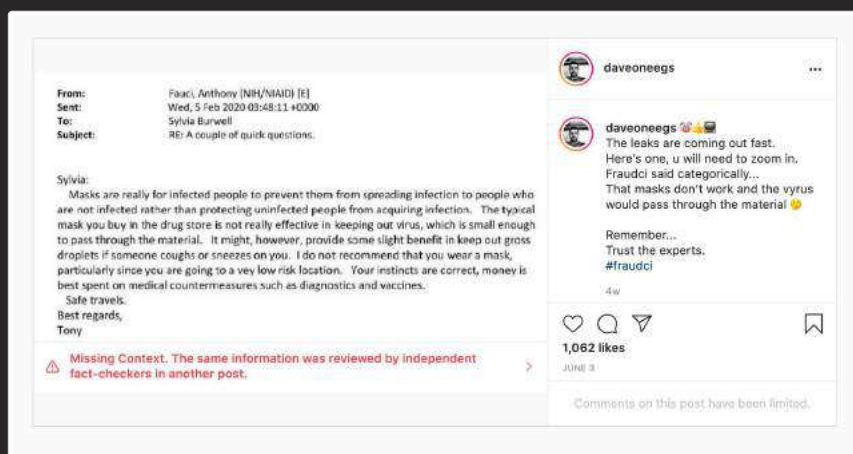 From: Fauci, Anthony (NIH/NIAID) [E]
Sent: Wed, 5 Feb 2020 03:48:11 +0000
To: Sylvia Burwell
Subject: RE: A couple of quick questions.
Sylvia:
Masks are really for infected people to prevent them from spreading infection to people who
are not infected rather than protecting uninfected people from acquiring infection. The typical
mask you buy in the drug store is not really effective in keeping out virus, which is small enough
to pass through the material. It might, however, provide some slight benefit in keep out gross
droplets if someone coughs or sneezes on you. I do not recommend that you wear a mask,
particularly since you are going to a vey low risk location. Your instincts are correct, money is
best spent on medical countermeasures such as diagnostics and vaccines.
Safe travels.
Best regards,
Tony
Missing Context. The same information was reviewed by independent
fact-checkers in another post.
daveoneegs
daveoneegs
The leaks are coming out fast.
Here's one, u will need to zoom in.
Fraudci said categorically...
That masks don't work and the vyrus
would pass through the material
Remember...
Trust the experts.
#fraudci
4w
1,062 likes
JUNE 3
Comments on this post have been limited.